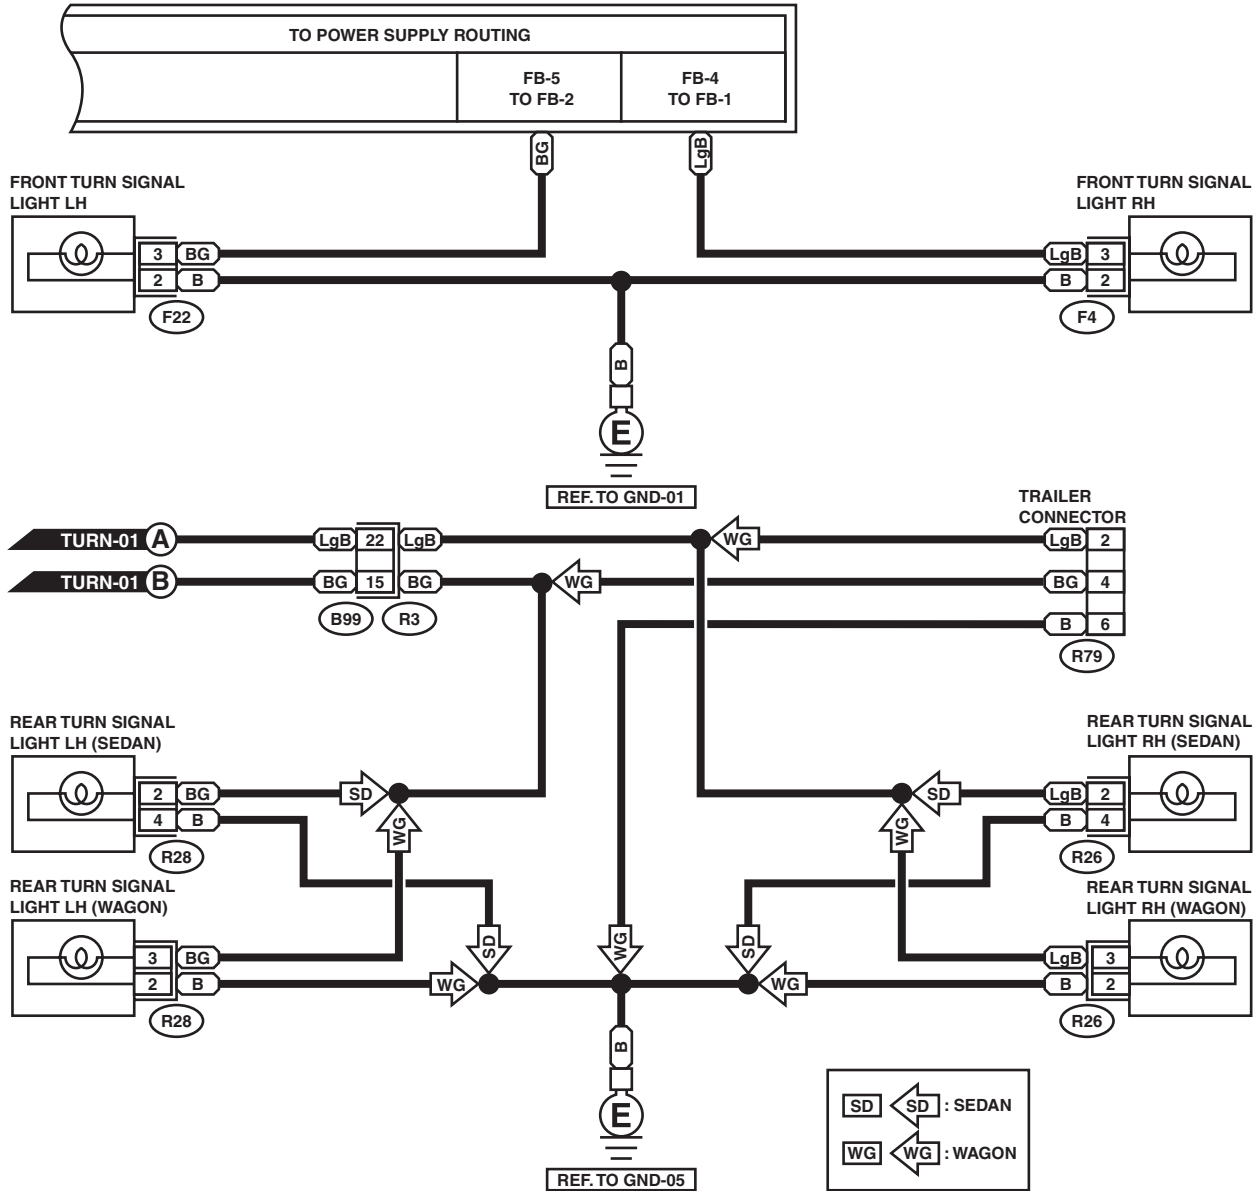 TO POWER SUPPLY ROUTING
FB-5
TO FB-2
FB-4
TO FB-1
BG
LgB
FRONT TURN SIGNAL
LIGHT LH
3 BG
2 B
F22
FRONT TURN SIGNAL
LIGHT RH
LgB 3
B 2
F4
B
E
REF. TO GND-01
TURN-01 A
LgB 22 LgB
WG
TURN-01 B
BG 15 BG
WG
B99 R3
TRAILER
CONNECTOR
LgB 2
BG 4
B 6
R79
REAR TURN SIGNAL
LIGHT LH (SEDAN)
2 BG
4 B
R28
SD
WG
REAR TURN SIGNAL
LIGHT RH (SEDAN)
SD
LgB 2
B 4
R26
WG
REAR TURN SIGNAL
LIGHT LH (WAGON)
3 BG
2 B
R28
WG
SD
WG
SD
WG
REAR TURN SIGNAL
LIGHT RH (WAGON)
LgB 3
B 2
R26
B
E
REF. TO GND-05
SD SD : SEDAN
WG WG : WAGON